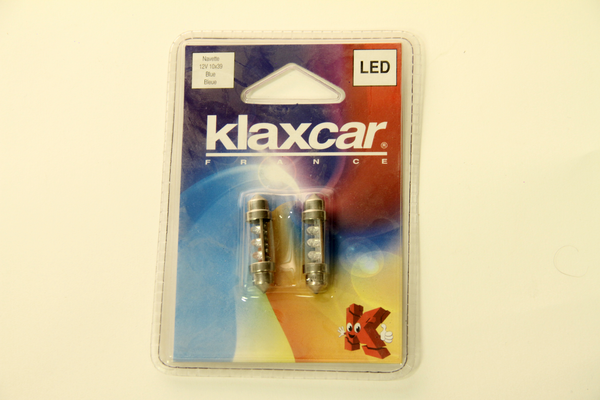 Navette
12V 10x39
Blue
Bleue
LED
klaxcar®
FRANCE